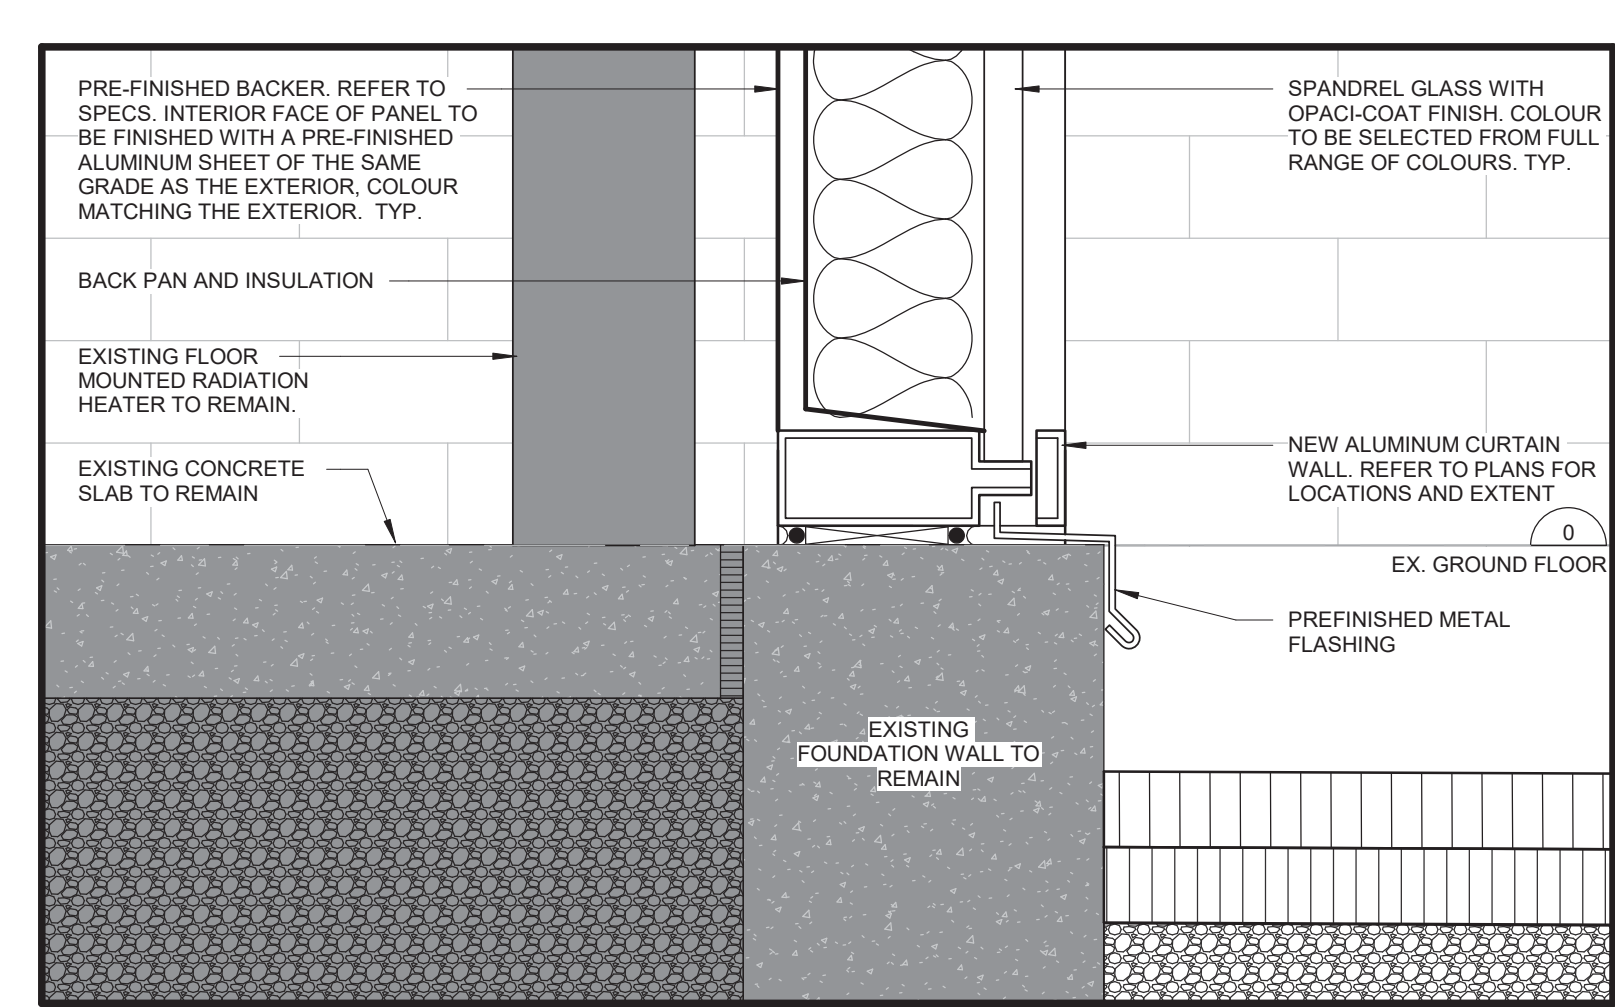 PRE-FINISHED BACKER. REFER TO
SPECS. INTERIOR FACE OF PANEL TO
BE FINISHED WITH A PRE-FINISHED
ALUMINUM SHEET OF THE SAME
GRADE AS THE EXTERIOR, COLOUR
MATCHING THE EXTERIOR. TYP.
BACK PAN AND INSULATION
EXISTING FLOOR
MOUNTED RADIATION
HEATER TO REMAIN.
EXISTING CONCRETE
SLAB TO REMAIN
SPANDREL GLASS WITH
OPACI-COAT FINISH. COLOUR
TO BE SELECTED FROM FULL
RANGE OF COLOURS. TYP.
NEW ALUMINUM CURTAIN
WALL. REFER TO PLANS FOR
LOCATIONS AND EXTENT
0
EX. GROUND FLOOR
PREFINISHED METAL
FLASHING
EXISTING
FOUNDATION WALL TO
REMAIN